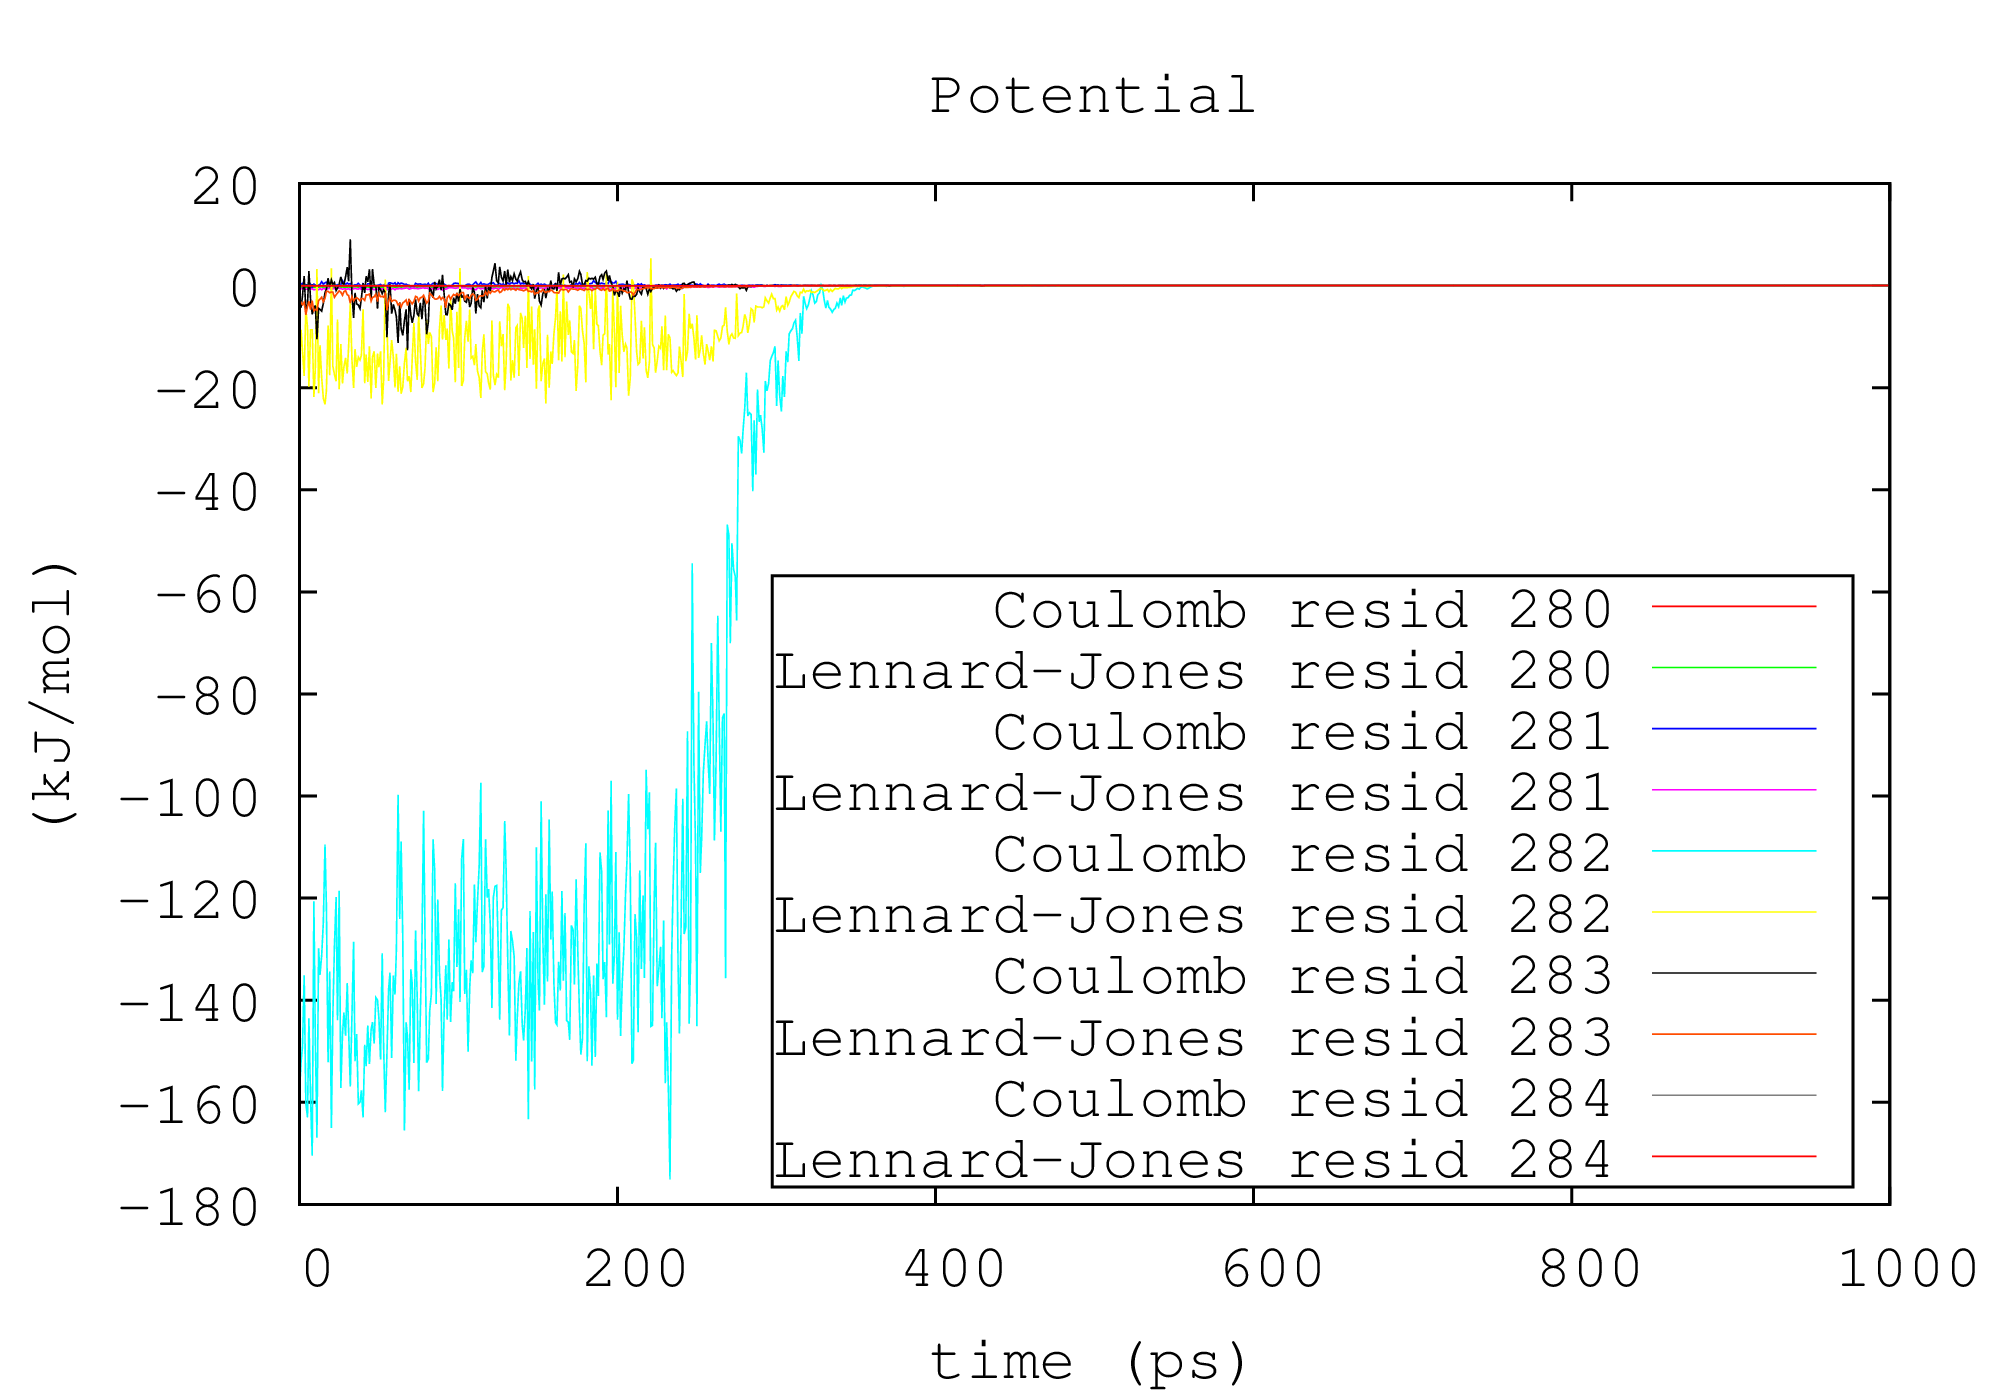 Potential
20
0
−20
−40
−60
−80
−100
−120
−140
−160
−180
(kJ/mol)
Coulomb resid 280
Lennard−Jones resid 280
Coulomb resid 281
Lennard−Jones resid 281
Coulomb resid 282
Lennard−Jones resid 282
Coulomb resid 283
Lennard−Jones resid 283
Coulomb resid 284
Lennard−Jones resid 284
0 200 400 600 800 1000
time (ps)